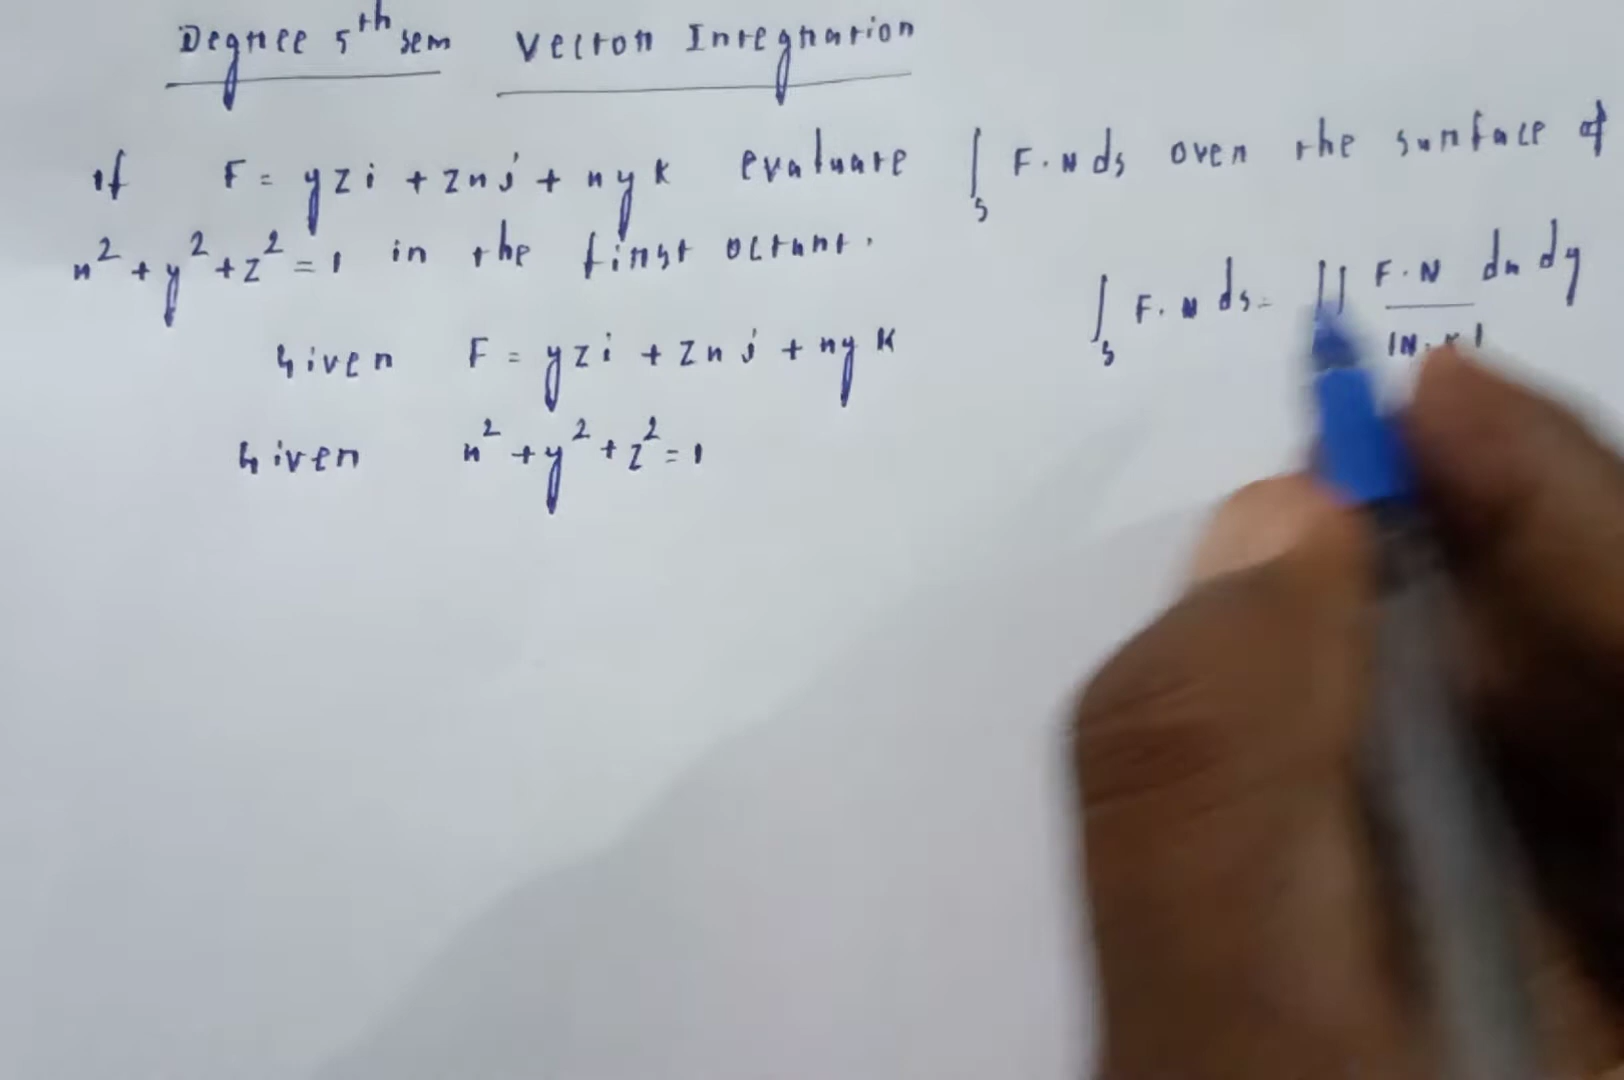 Degree 5th sem Vector Integration
If F = yzi + zxj + xyk evaluate ∫S F.N ds over the surface of
x² + y² + z² = 1 in the first octant.
∫S F.N ds = ∬ F.N / |N.K| dx dy
Given F = yzi + zxj + xyk
Given x² + y² + z² = 1